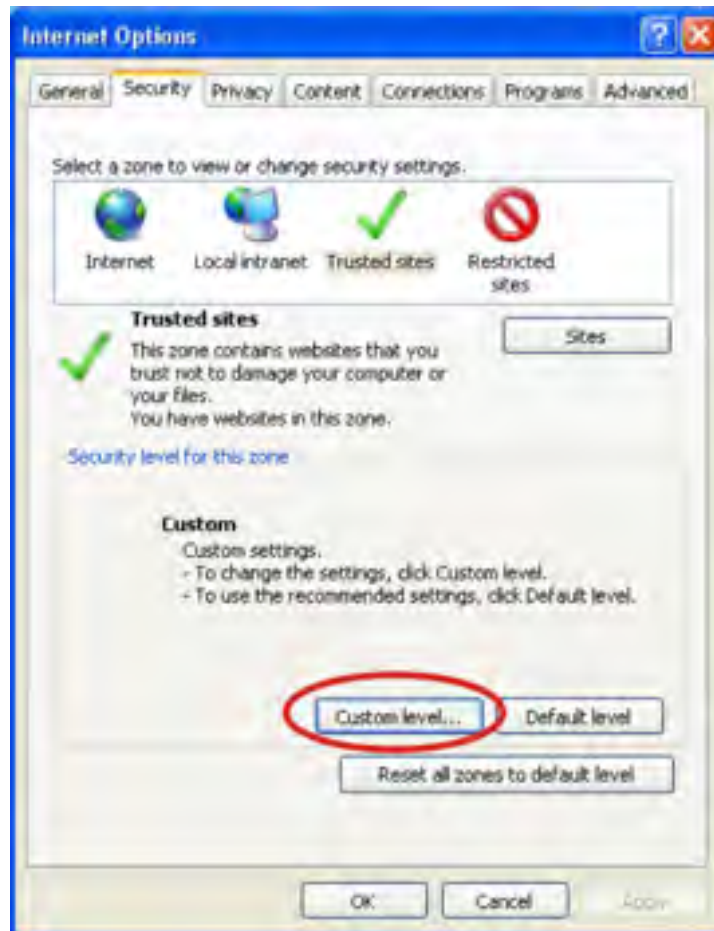 Internet Options
General Security Privacy Content Connections Programs Advanced
Select a zone to view or change security settings.
Internet Local intranet Trusted sites Restricted
sites
Trusted sites
Sites
This zone contains websites that you
trust not to damage your computer or
your files.
You have websites in this zone.
Security level for this zone
Custom
Custom settings.
- To change the settings, click Custom level.
- To use the recommended settings, click Default level.
Custom level... Default level
Reset all zones to default level
OK Cancel Apply